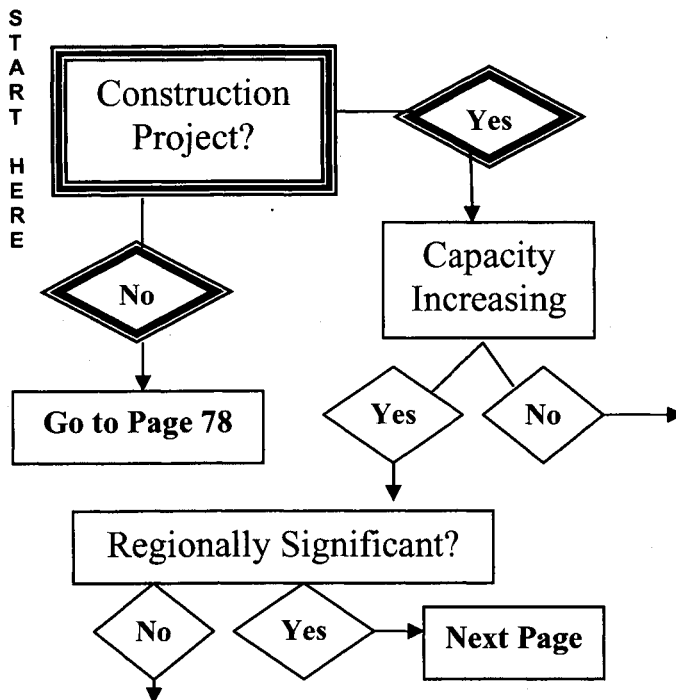 START HERE
Construction
Project?
Yes
No
Capacity
Increasing
Go to Page 78
Yes
No
Regionally Significant?
No
Yes
Next Page